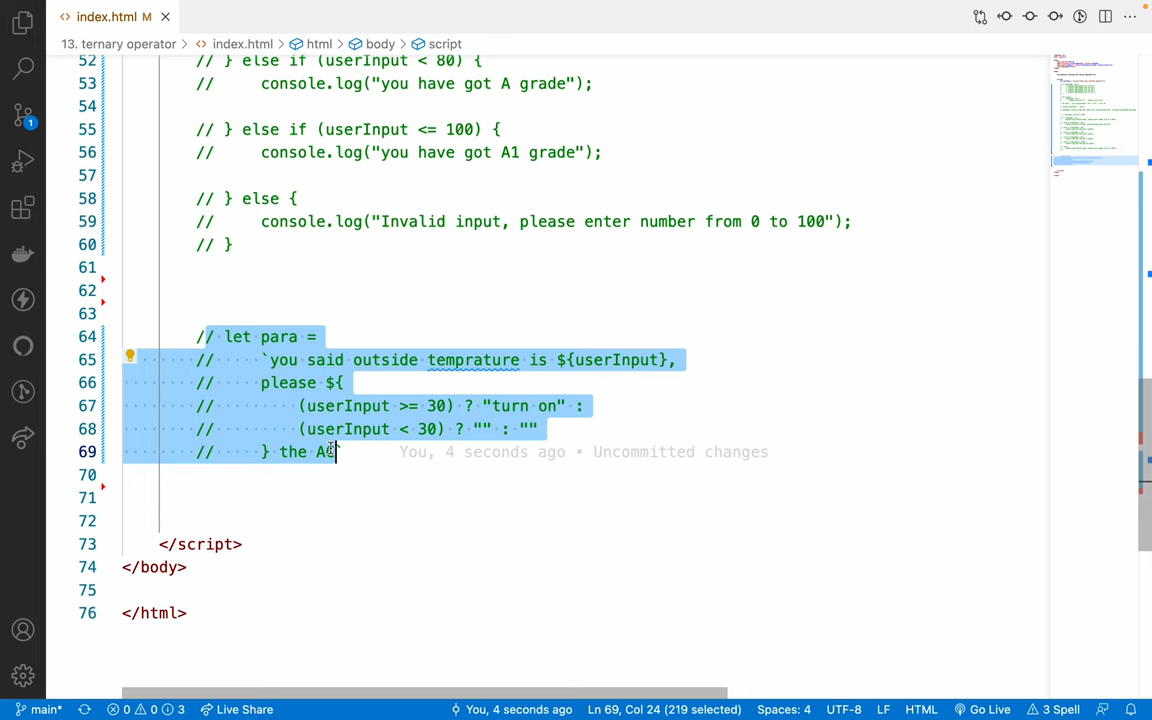 index.html M
13. ternary operator > index.html > html > body > script
52 // } else if (userInput < 80) {
53 // console.log("you have got A grade");
54
55 // } else if (userInput <= 100) {
56 // console.log("you have got A1 grade");
57
58 // } else {
59 // console.log("Invalid input, please enter number from 0 to 100");
60 // }
61
62
63
64 // let para =
65 // `you said outside temprature is ${userInput},
66 // please ${
67 // (userInput >= 30) ? "turn on" :
68 // (userInput < 30) ? "" : ""
69 // } the AC` You, 4 seconds ago • Uncommitted changes
70
71
72
73 </script>
74 </body>
75
76 </html>
1
main* 0 0 3 Live Share You, 4 seconds ago Ln 69, Col 24 (219 selected) Spaces: 4 UTF-8 LF HTML Go Live 3 Spell